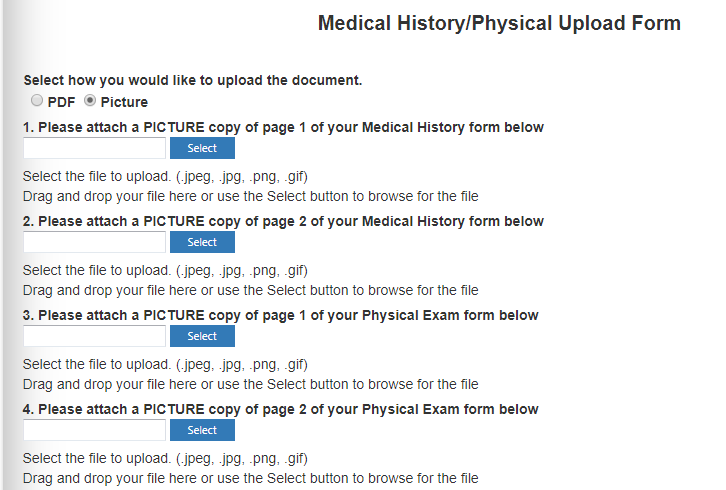 Medical History/Physical Upload Form
Select how you would like to upload the document.
PDF Picture
1. Please attach a PICTURE copy of page 1 of your Medical History form below
Select
Select the file to upload. (.jpeg, .jpg, .png, .gif)
Drag and drop your file here or use the Select button to browse for the file
2. Please attach a PICTURE copy of page 2 of your Medical History form below
Select
Select the file to upload. (.jpeg, .jpg, .png, .gif)
Drag and drop your file here or use the Select button to browse for the file
3. Please attach a PICTURE copy of page 1 of your Physical Exam form below
Select
Select the file to upload. (.jpeg, .jpg, .png, .gif)
Drag and drop your file here or use the Select button to browse for the file
4. Please attach a PICTURE copy of page 2 of your Physical Exam form below
Select
Select the file to upload. (.jpeg, .jpg, .png, .gif)
Drag and drop your file here or use the Select button to browse for the file